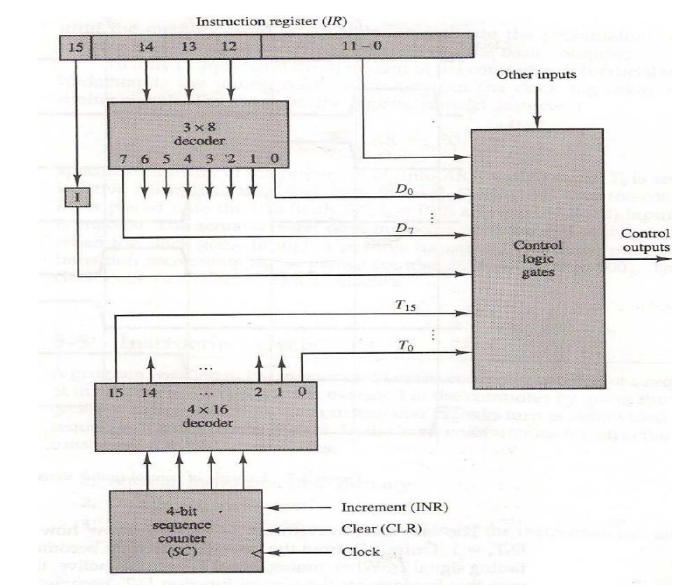 Instruction register (IR)
15 14 13 12 11 – 0
Other inputs
3 × 8
decoder
7 6 5 4 3 2 1 0
I
D0
⋮
D7
Control
logic
gates
Control
outputs
T15
⋮
T0
...
15 14 ... 2 1 0
4 × 16
decoder
4-bit
sequence
counter
(SC)
Increment (INR)
Clear (CLR)
Clock